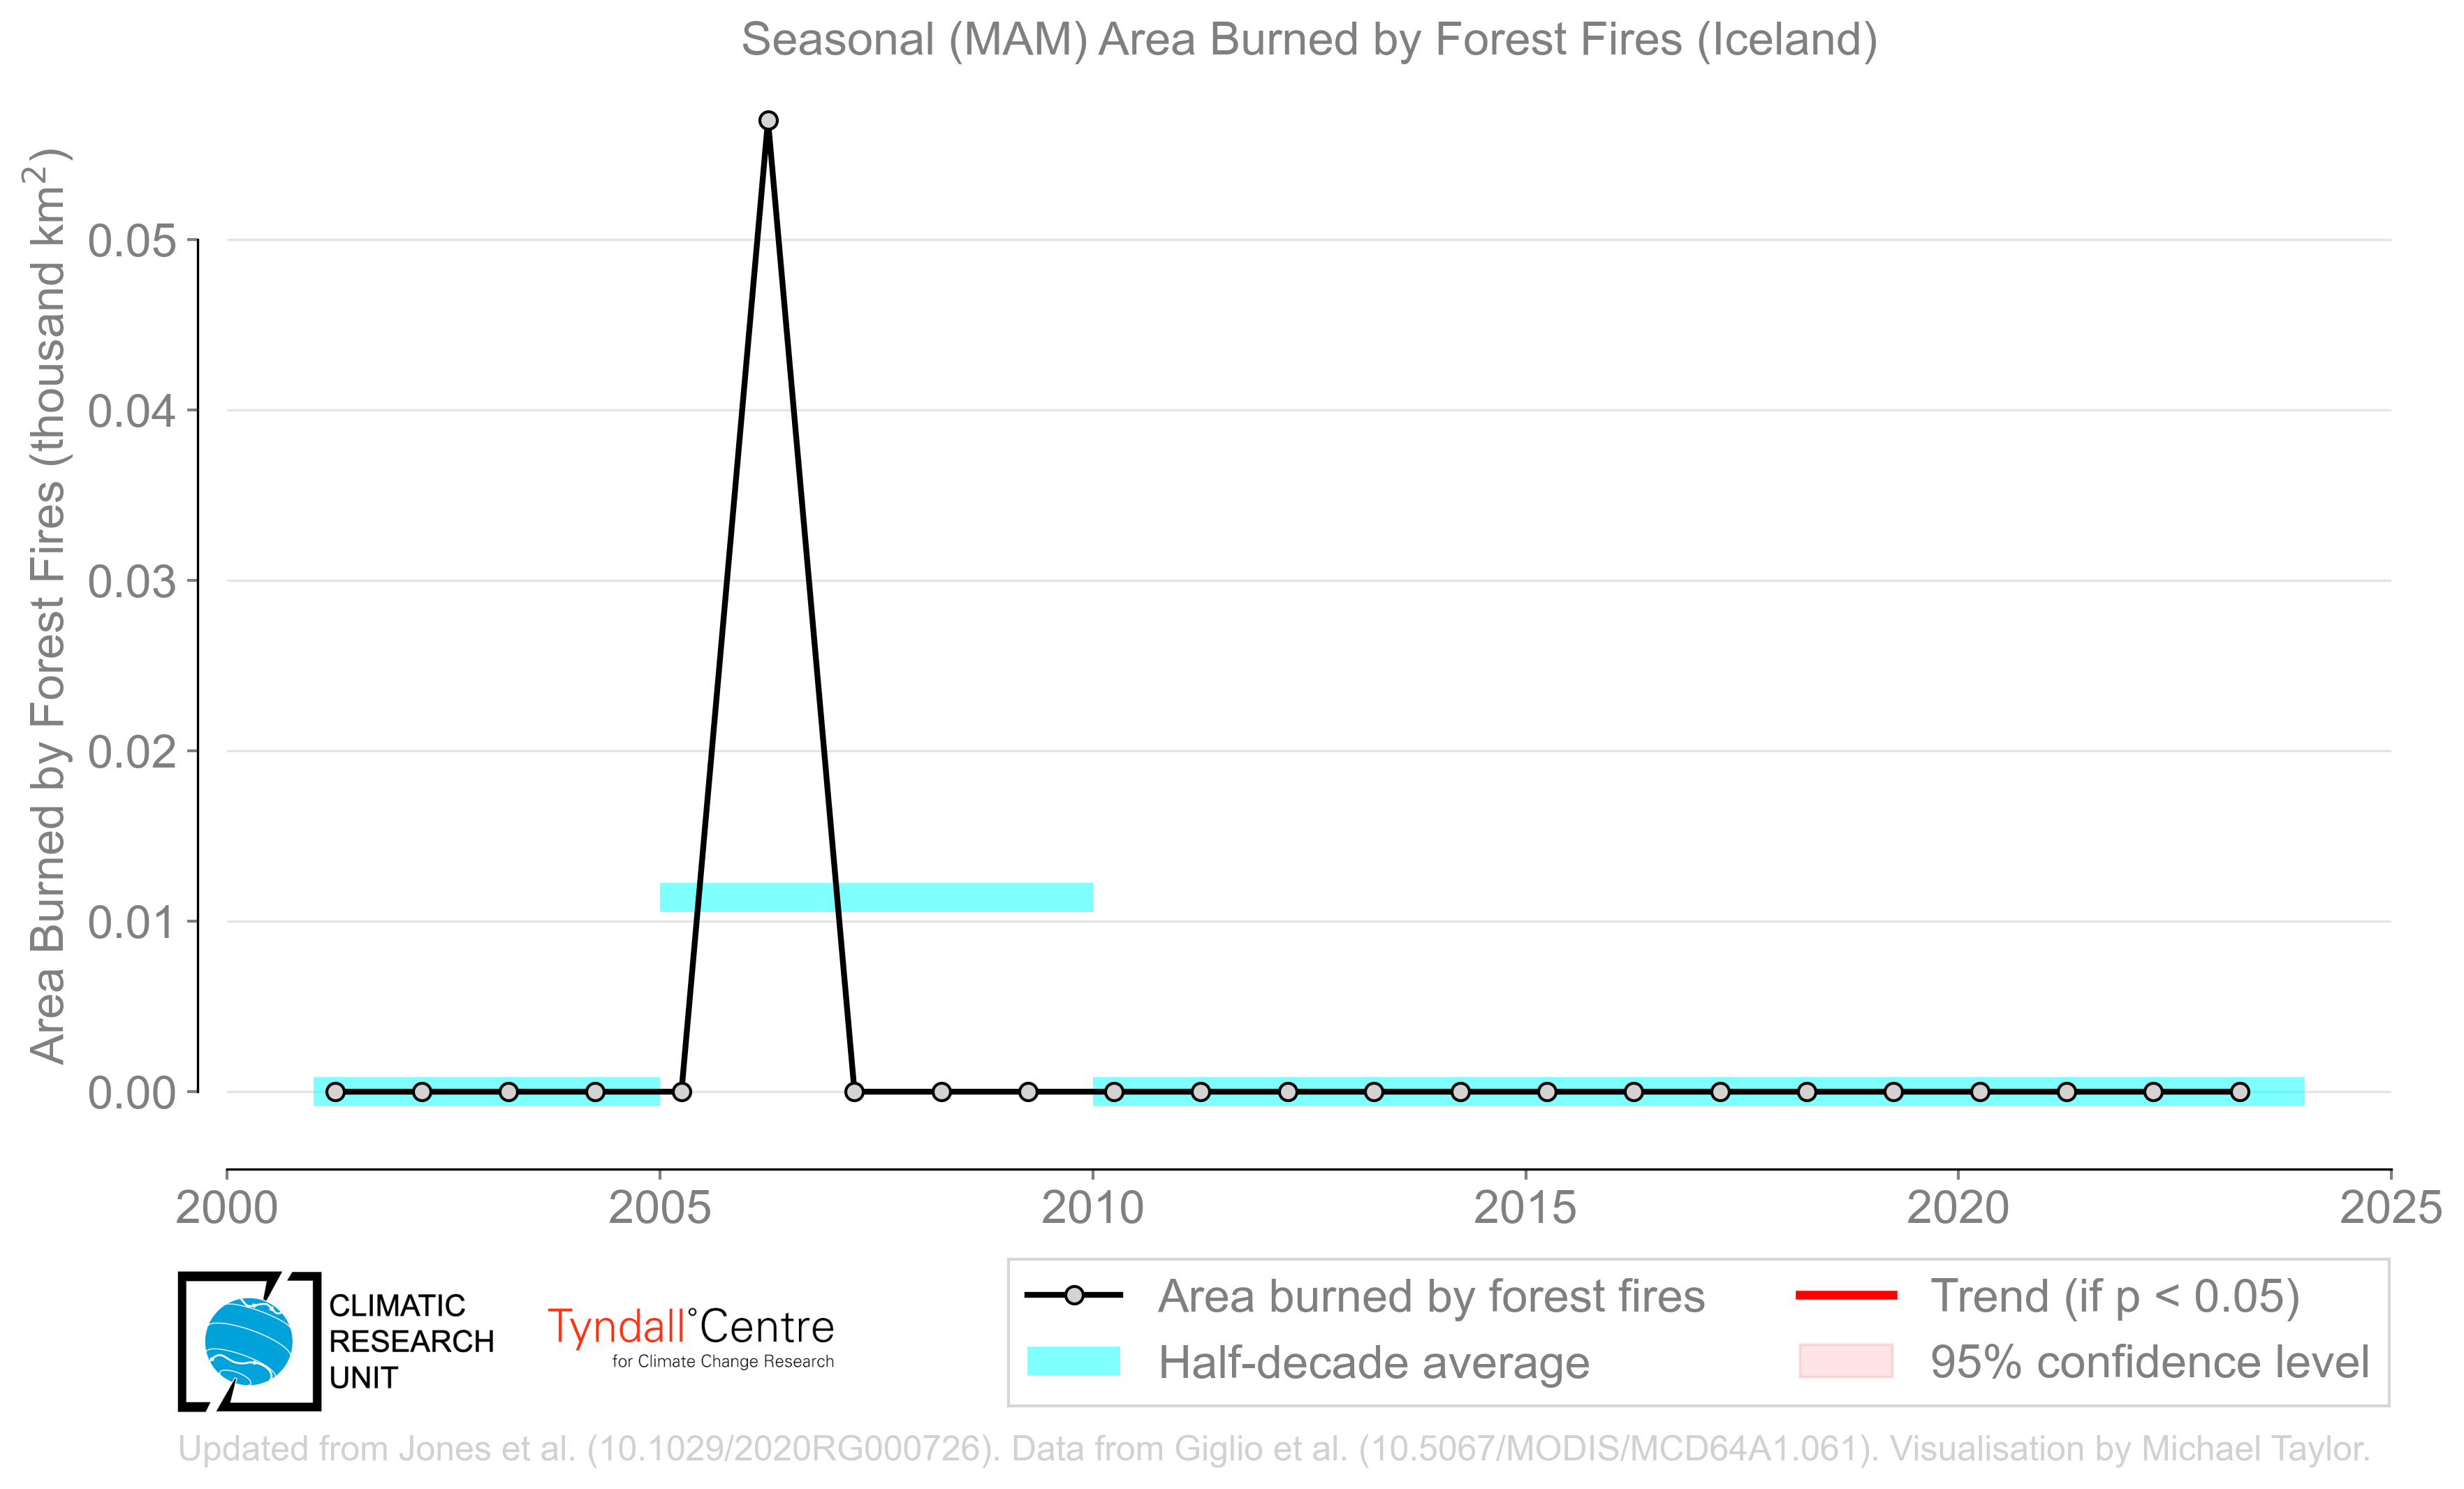 Seasonal (MAM) Area Burned by Forest Fires (Iceland)
Area Burned by Forest Fires (thousand km²)
0.05
0.04
0.03
0.02
0.01
0.00
2000
2005
2010
2015
2020
2025
CLIMATIC
RESEARCH
UNIT
Tyndall°Centre
for Climate Change Research
Area burned by forest fires
Half-decade average
Trend (if p < 0.05)
95% confidence level
Updated from Jones et al. (10.1029/2020RG000726). Data from Giglio et al. (10.5067/MODIS/MCD64A1.061). Visualisation by Michael Taylor.